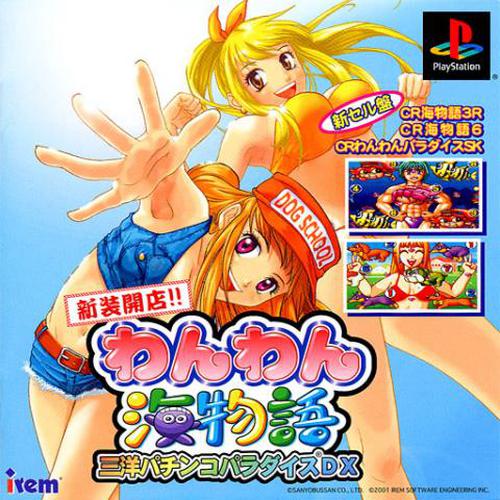 PlayStation
新セル盤
CR海物語3R
CR海物語6
CRわんわんパラダイスSK
DOG SCHOOL
新装開店!!
わんわん
海物語
三洋パチンコパラダイスDX
irem
©SANYOBUSSAN CO., LTD. ©2001 IREM SOFTWARE ENGINEERING INC.